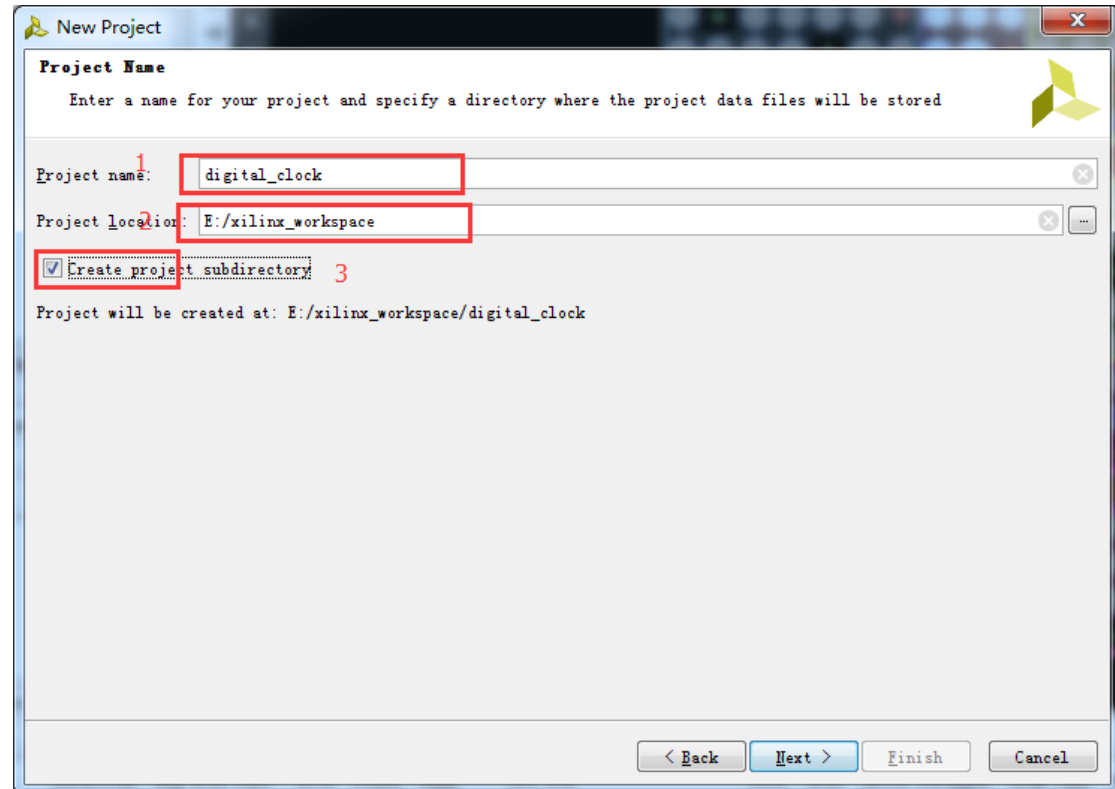 New Project
Project Name
Enter a name for your project and specify a directory where the project data files will be stored
1
Project name: digital_clock
2
Project location: E:/xilinx_workspace
...
Create project subdirectory 3
Project will be created at: E:/xilinx_workspace/digital_clock
< Back Next > Finish Cancel